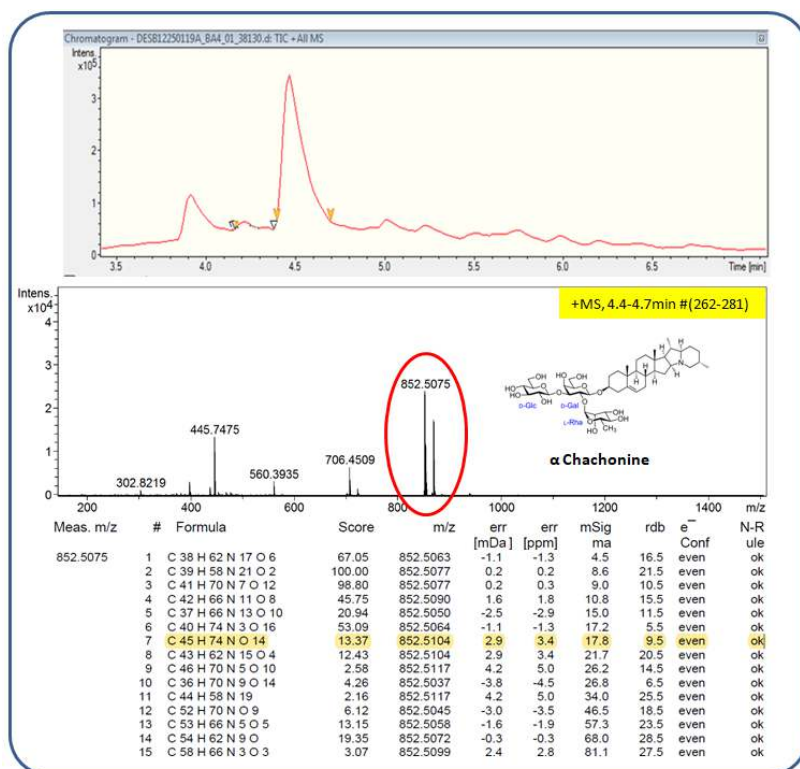 Chromatogram - DESB12250119A_BA4_01_38130.d: TIC +All MS
Intens.
x10⁵
3
2
1
0
3.5 4.0 4.5 5.0 5.5 6.0 6.5 Time [min]
Intens.
x10⁴
+MS, 4.4-4.7min #(262-281)
4
3
2
1
0
852.5075
445.7475
706.4509
302.8219
560.3935
200 400 600 800 1000 1200 1400 m/z
D-Glc
D-Gal
L-Rha
α Chachonine
Meas. m/z # Formula Score m/z err [mDa] err [ppm] mSig ma rdb e⁻ Conf N-R ule
852.5075 1 C 38 H 62 N 17 O 6 67.05 852.5063 -1.1 -1.3 4.5 16.5 even ok
2 C 39 H 58 N 21 O 2 100.00 852.5077 0.2 0.2 8.6 21.5 even ok
3 C 41 H 70 N 7 O 12 98.80 852.5077 0.2 0.3 9.0 10.5 even ok
4 C 42 H 66 N 11 O 8 45.75 852.5090 1.6 1.8 10.8 15.5 even ok
5 C 37 H 66 N 13 O 10 20.94 852.5050 -2.5 -2.9 15.0 11.5 even ok
6 C 40 H 74 N 3 O 16 53.09 852.5064 -1.1 -1.3 17.2 5.5 even ok
7 C 45 H 74 N O 14 13.37 852.5104 2.9 3.4 17.8 9.5 even ok
8 C 43 H 62 N 15 O 4 12.43 852.5104 2.9 3.4 21.7 20.5 even ok
9 C 46 H 70 N 5 O 10 2.58 852.5117 4.2 5.0 26.2 14.5 even ok
10 C 36 H 70 N 9 O 14 4.26 852.5037 -3.8 -4.5 26.8 6.5 even ok
11 C 44 H 58 N 19 2.16 852.5117 4.2 5.0 34.0 25.5 even ok
12 C 52 H 70 N O 9 6.12 852.5045 -3.0 -3.5 46.5 18.5 even ok
13 C 53 H 66 N 5 O 5 13.15 852.5058 -1.6 -1.9 57.3 23.5 even ok
14 C 54 H 62 N 9 O 19.35 852.5072 -0.3 -0.3 68.0 28.5 even ok
15 C 58 H 66 N 3 O 3 3.07 852.5099 2.4 2.8 81.1 27.5 even ok